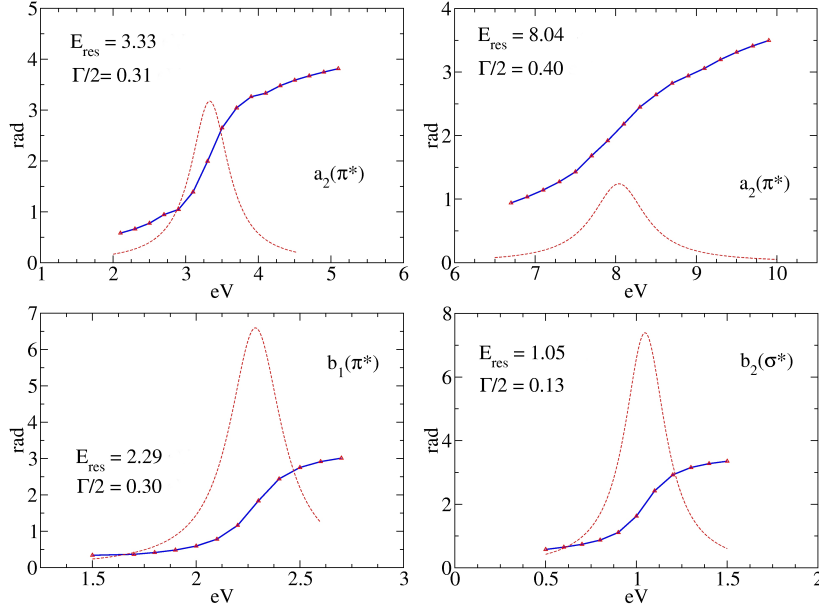 5
4
3
2
1
0
rad
E_res = 3.33
Γ/2= 0.31
a_2(π*)
1
2
3
4
5
6
eV
4
3
2
1
0
rad
E_res = 8.04
Γ/2 = 0.40
a_2(π*)
6
7
8
9
10
eV
7
6
5
4
3
2
1
0
rad
b_1(π*)
E_res = 2.29
Γ/2 = 0.30
1.5
2
2.5
3
eV
8
6
4
2
0
rad
E_res = 1.05
Γ/2 = 0.13
b_2(σ*)
0
0.5
1
1.5
2
eV